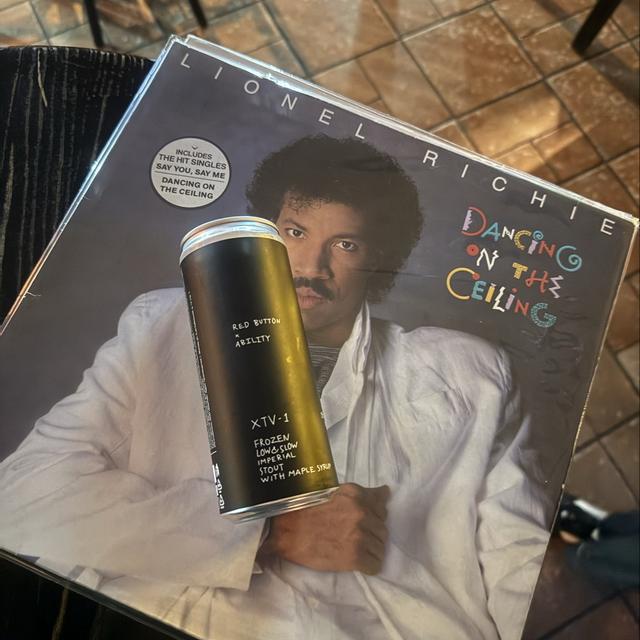 LIONEL RICHIE
INCLUDES
THE HIT SINGLES
SAY YOU, SAY ME
DANCING ON
THE CEILING
DANCING
ON THE
CEILING
RED BUTTON
+
ABILITY
XTV-1
FROZEN
LOW & SLOW
IMPERIAL
STOUT
WITH MAPLE SYRUP